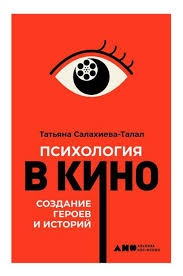 Татьяна Салахиева-Талал
ПСИХОЛОГИЯ
В КИНО
СОЗДАНИЕ
ГЕРОЕВ
И ИСТОРИЙ